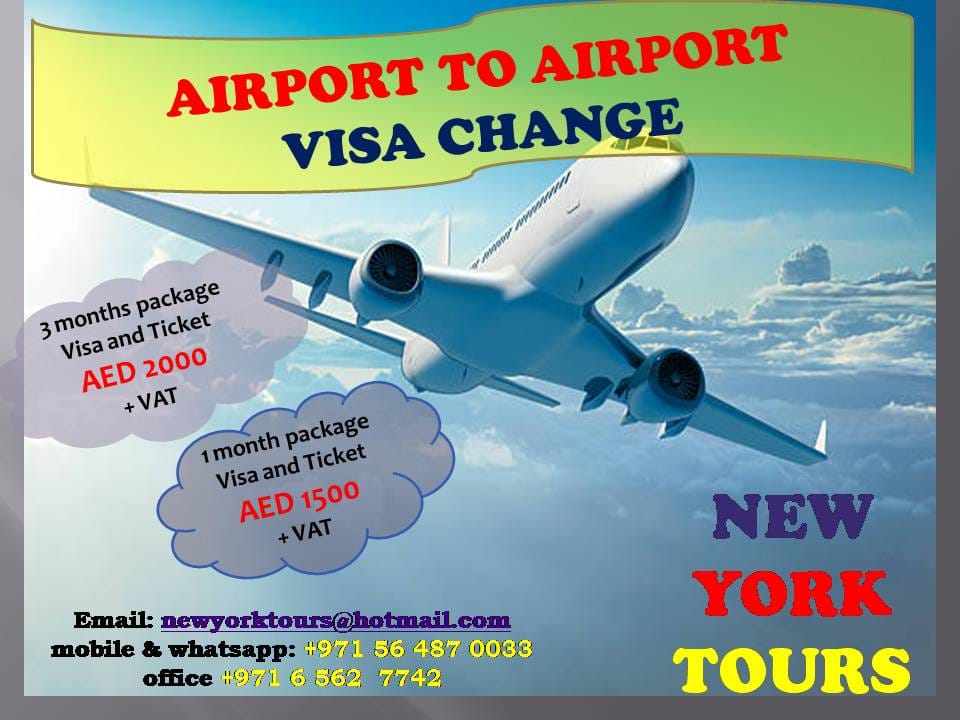 AIRPORT TO AIRPORT
VISA CHANGE
3 months package
Visa and Ticket
AED 2000
+ VAT
1 month package
Visa and Ticket
AED 1500
+ VAT
NEW
YORK
TOURS
Email: newyorktours@hotmail.com
mobile & whatsapp: +971 56 487 0033
office +971 6 562 7742